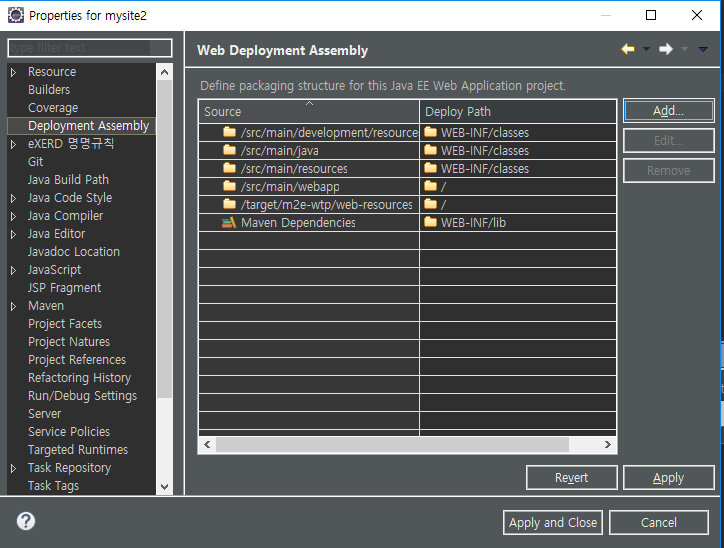 Properties for mysite2
type filter text
Resource
Builders
Coverage
Deployment Assembly
eXERD 명명규칙
Git
Java Build Path
Java Code Style
Java Compiler
Java Editor
Javadoc Location
JavaScript
JSP Fragment
Maven
Project Facets
Project Natures
Project References
Refactoring History
Run/Debug Settings
Server
Service Policies
Targeted Runtimes
Task Repository
Task Tags
Web Deployment Assembly
Define packaging structure for this Java EE Web Application project.
Source Deploy Path
/src/main/development/resource WEB-INF/classes
/src/main/java WEB-INF/classes
/src/main/resources WEB-INF/classes
/src/main/webapp /
/target/m2e-wtp/web-resources /
Maven Dependencies WEB-INF/lib
Add...
Edit...
Remove
Revert Apply
Apply and Close Cancel